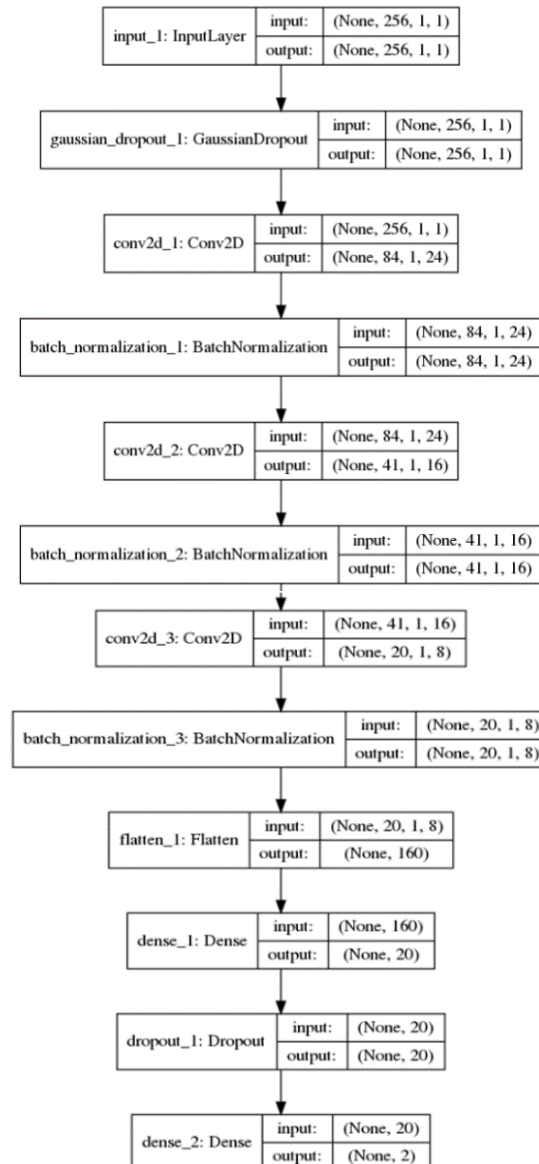 input_1: InputLayer
input: (None, 256, 1, 1)
output: (None, 256, 1, 1)
gaussian_dropout_1: GaussianDropout
input: (None, 256, 1, 1)
output: (None, 256, 1, 1)
conv2d_1: Conv2D
input: (None, 256, 1, 1)
output: (None, 84, 1, 24)
batch_normalization_1: BatchNormalization
input: (None, 84, 1, 24)
output: (None, 84, 1, 24)
conv2d_2: Conv2D
input: (None, 84, 1, 24)
output: (None, 41, 1, 16)
batch_normalization_2: BatchNormalization
input: (None, 41, 1, 16)
output: (None, 41, 1, 16)
conv2d_3: Conv2D
input: (None, 41, 1, 16)
output: (None, 20, 1, 8)
batch_normalization_3: BatchNormalization
input: (None, 20, 1, 8)
output: (None, 20, 1, 8)
flatten_1: Flatten
input: (None, 20, 1, 8)
output: (None, 160)
dense_1: Dense
input: (None, 160)
output: (None, 20)
dropout_1: Dropout
input: (None, 20)
output: (None, 20)
dense_2: Dense
input: (None, 20)
output: (None, 2)